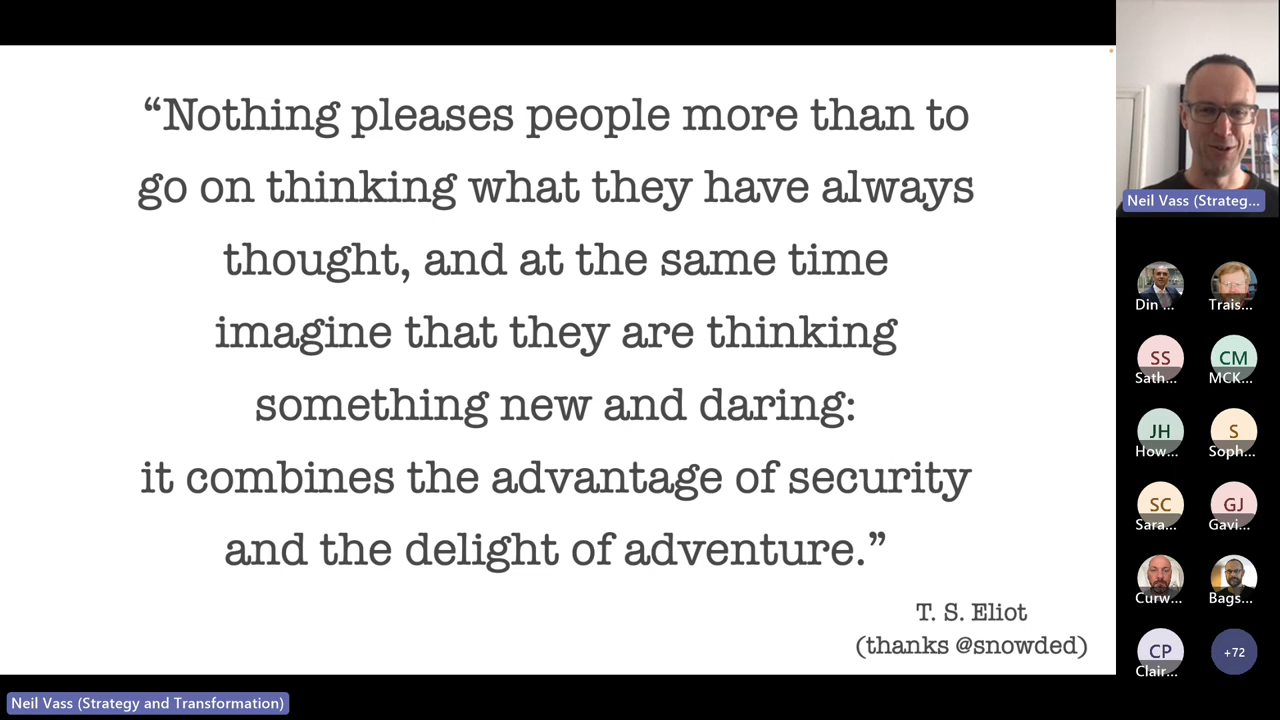 “Nothing pleases people more than to
go on thinking what they have always
thought, and at the same time
imagine that they are thinking
something new and daring:
it combines the advantage of security
and the delight of adventure.”
T. S. Eliot
(thanks @snowded)
Neil Vass (Strateg...
Din ...
Trais...
SS
Sath...
CM
MCK...
JH
How...
S
Soph...
SC
Sara...
GJ
Gavi...
Curw...
Bags...
CP
Clair...
+72
Neil Vass (Strategy and Transformation)